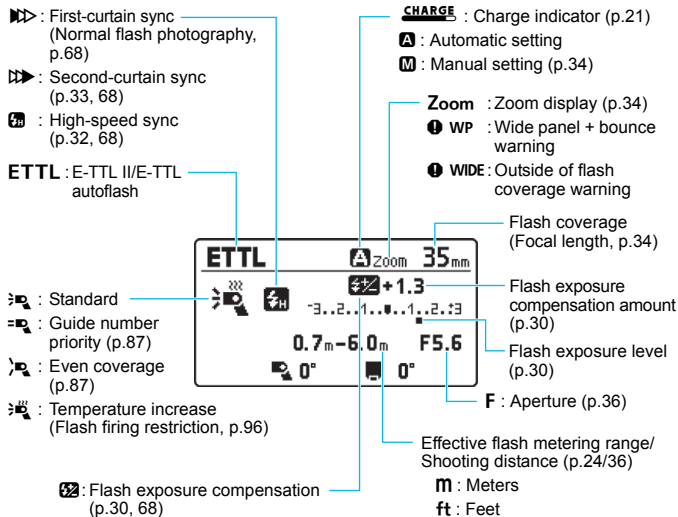 : First-curtain sync
(Normal flash photography,
p.68)
: Second-curtain sync
(p.33, 68)
H : High-speed sync
(p.32, 68)
ETTL : E-TTL II/E-TTL
autoflash
CHARGE : Charge indicator (p.21)
A : Automatic setting
M : Manual setting (p.34)
Zoom : Zoom display (p.34)
! WP : Wide panel + bounce
warning
! WIDE : Outside of flash
coverage warning
Flash coverage
(Focal length, p.34)
ETTL A Zoom 35mm
H +1.3
-3..2..1..▮..1..2..+3
0.7m-6.0m F5.6
0° 0°
: Standard
: Guide number
priority (p.87)
: Even coverage
(p.87)
: Temperature increase
(Flash firing restriction, p.96)
Flash exposure
compensation amount
(p.30)
Flash exposure level
(p.30)
F : Aperture (p.36)
Effective flash metering range/
Shooting distance (p.24/36)
m : Meters
ft : Feet
: Flash exposure compensation
(p.30, 68)